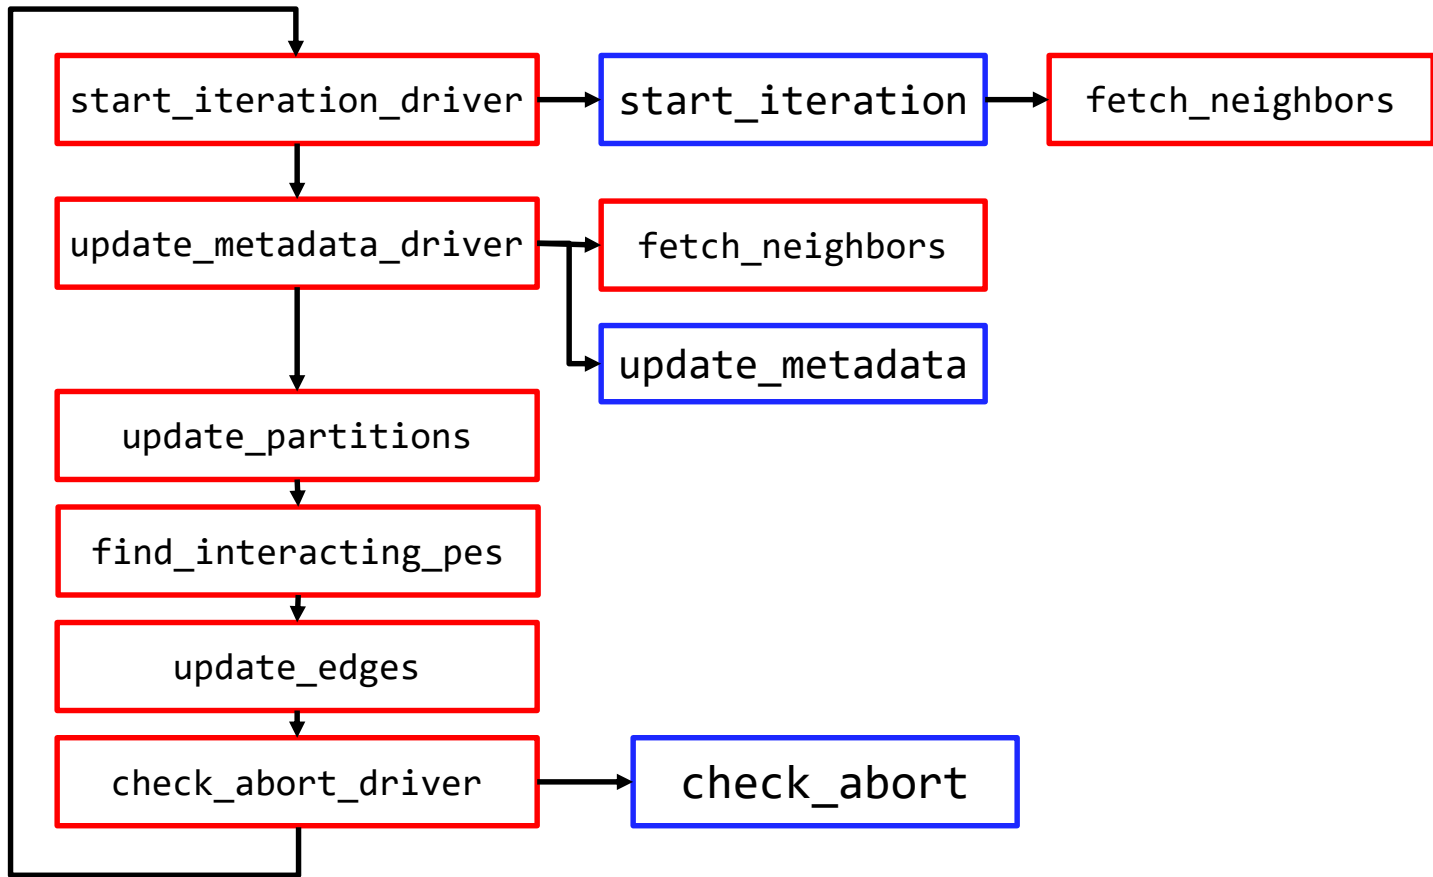 start_iteration_driver
start_iteration
fetch_neighbors
update_metadata_driver
fetch_neighbors
update_metadata
update_partitions
find_interacting_pes
update_edges
check_abort_driver
check_abort